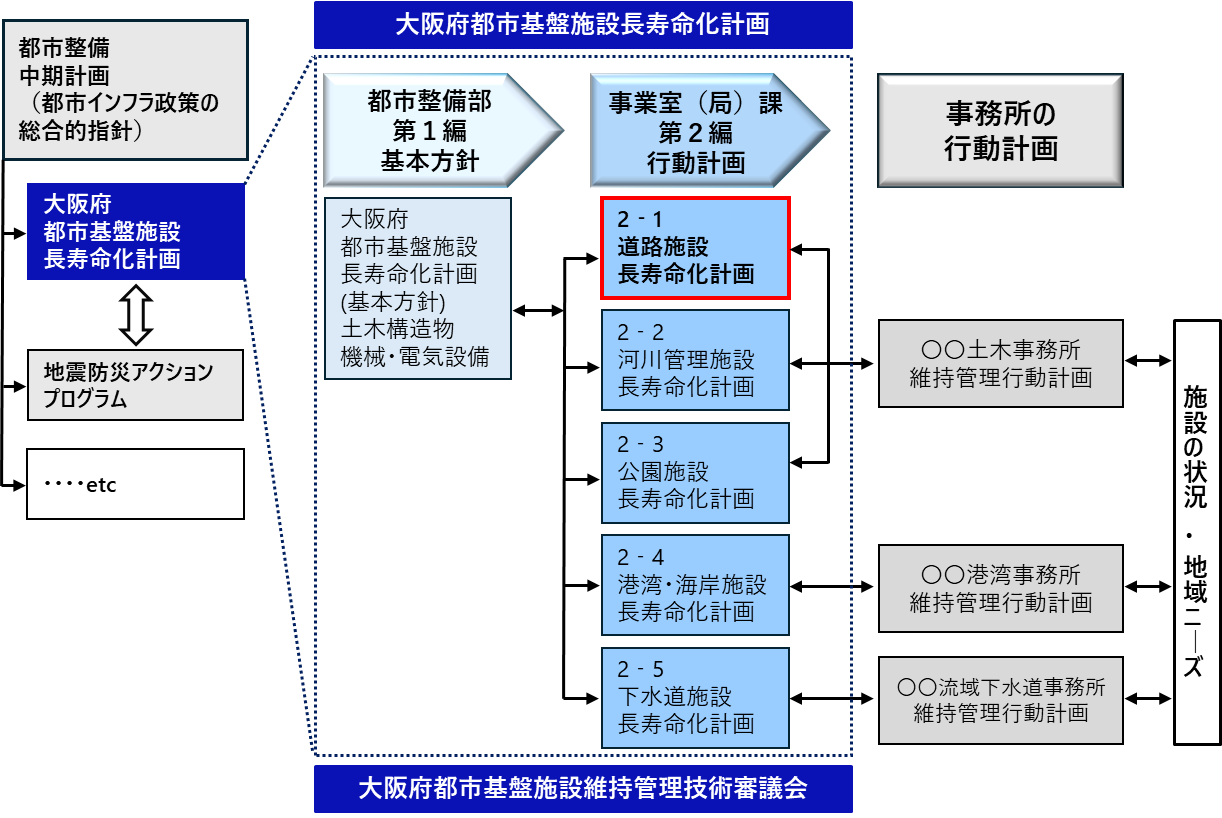 大阪府都市基盤施設長寿命化計画
都市整備
中期計画
（都市インフラ政策の
総合的指針）
大阪府
都市基盤施設
長寿命化計画
地震防災アクション
プログラム
・・・・etc
都市整備部
第１編
基本方針
大阪府
都市基盤施設
長寿命化計画
(基本方針)
土木構造物
機械・電気設備
事業室（局）課
第２編
行動計画
2‐1
道路施設
長寿命化計画
2‐2
河川管理施設
長寿命化計画
2‐3
公園施設
長寿命化計画
2‐4
港湾・海岸施設
長寿命化計画
2‐5
下水道施設
長寿命化計画
事務所の
行動計画
〇〇土木事務所
維持管理行動計画
〇〇港湾事務所
維持管理行動計画
〇〇流域下水道事務所
維持管理行動計画
施設の状況・地域ニーズ
大阪府都市基盤施設維持管理技術審議会